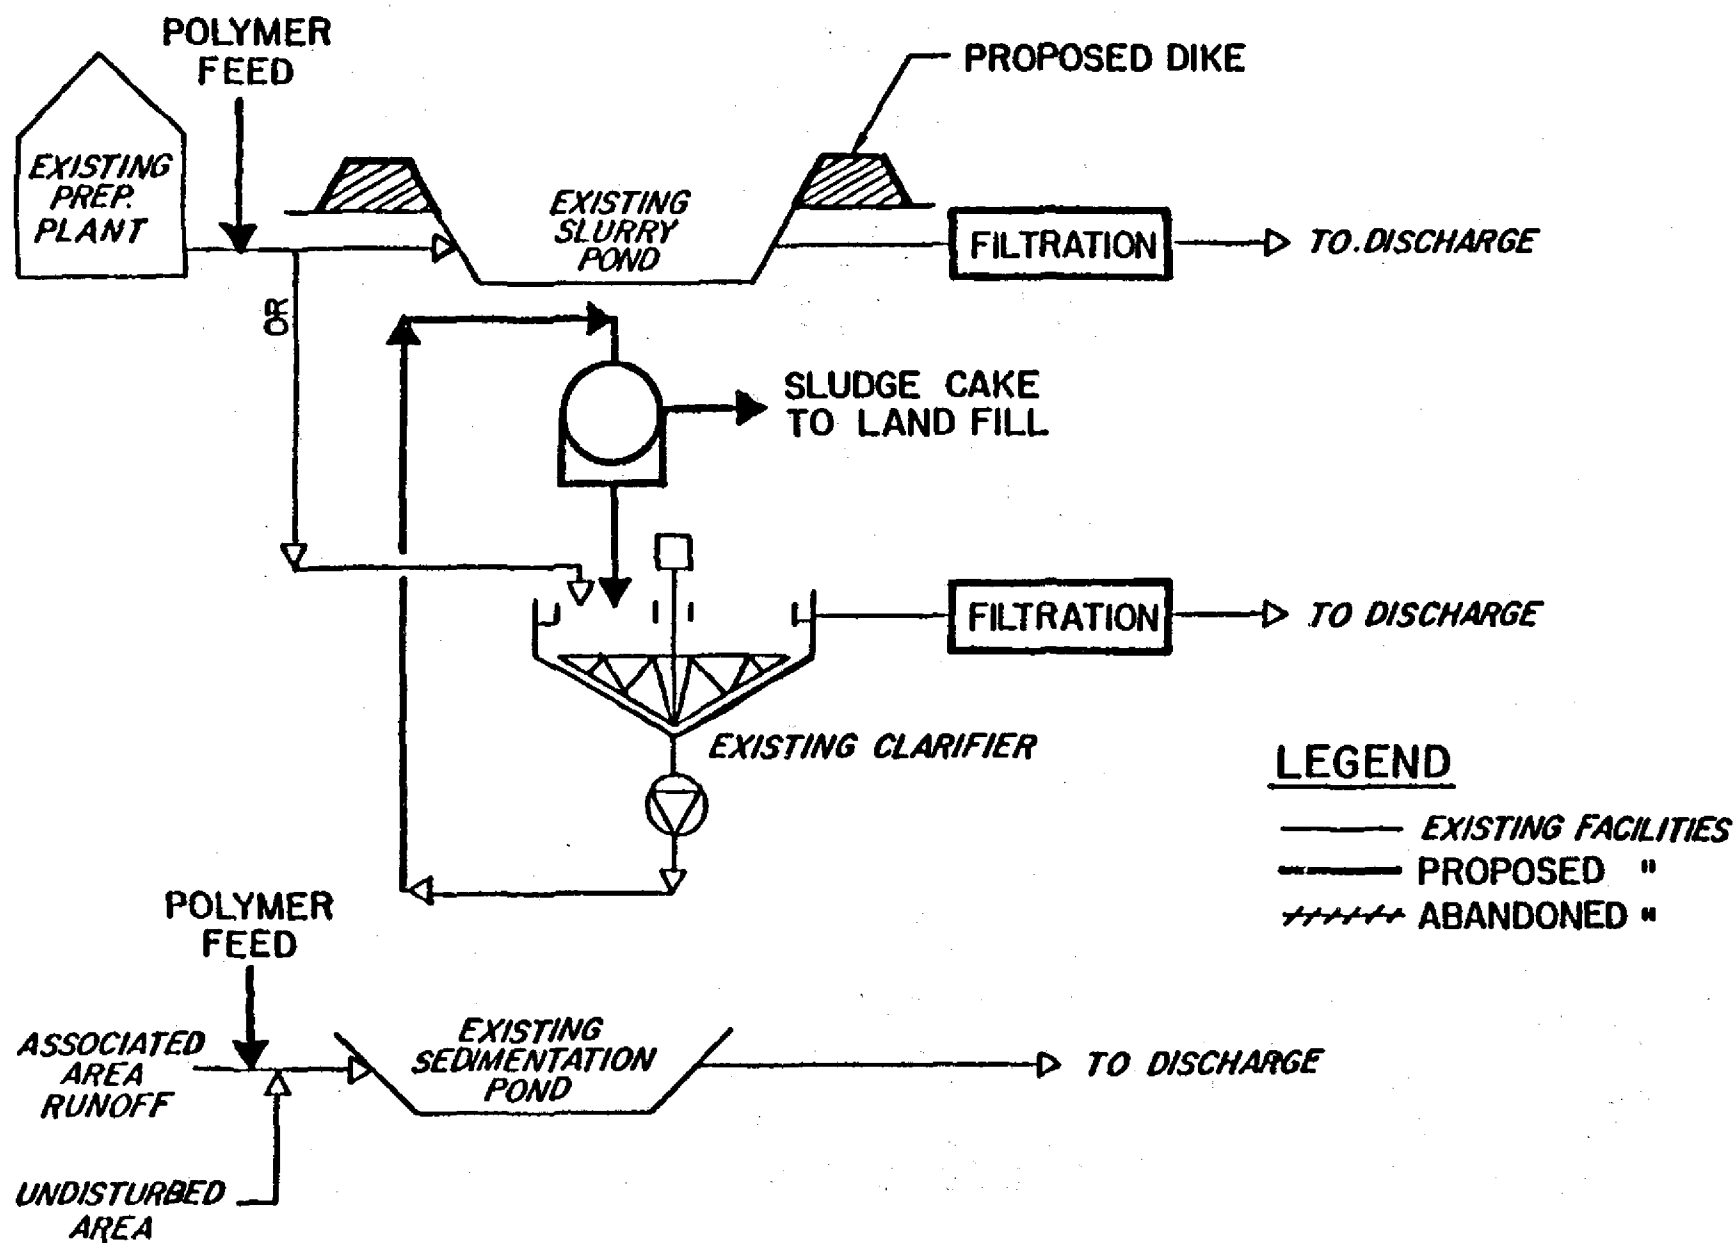 POLYMER
FEED
PROPOSED DIKE
EXISTING
PREP.
PLANT
EXISTING
SLURRY
POND
FILTRATION
TO.DISCHARGE
OR
SLUDGE CAKE
TO LAND FILL
FILTRATION
TO DISCHARGE
EXISTING CLARIFIER
LEGEND
EXISTING FACILITIES
PROPOSED "
ABANDONED "
POLYMER
FEED
ASSOCIATED
AREA
RUNOFF
EXISTING
SEDIMENTATION
POND
TO DISCHARGE
UNDISTURBED
AREA